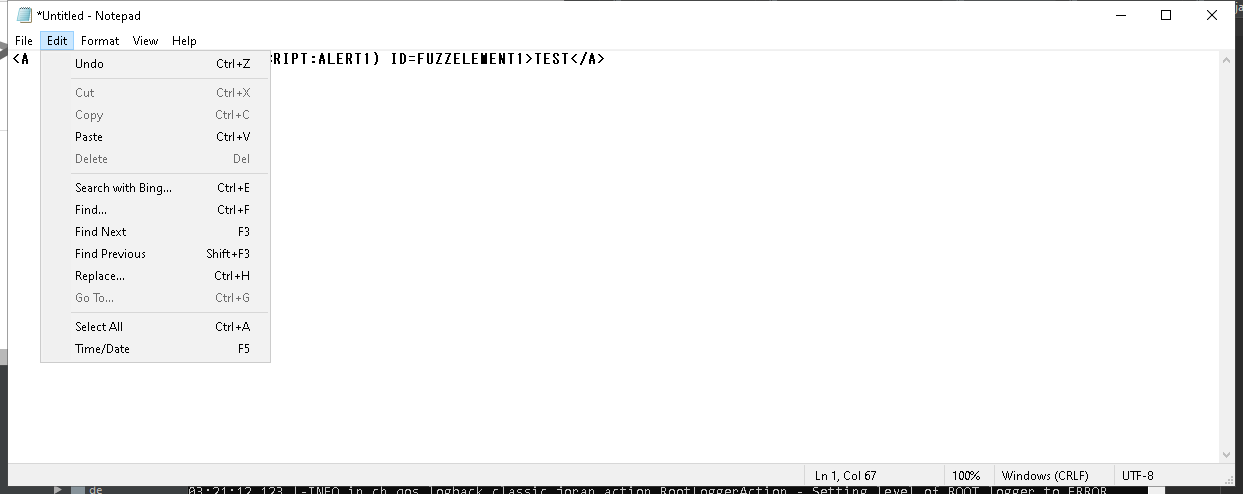 *Untitled - Notepad
File Edit Format View Help
<A RIPT:ALERT1) ID=FUZZELEMENT1>TEST</A>
Undo Ctrl+Z
Cut Ctrl+X
Copy Ctrl+C
Paste Ctrl+V
Delete Del
Search with Bing... Ctrl+E
Find... Ctrl+F
Find Next F3
Find Previous Shift+F3
Replace... Ctrl+H
Go To... Ctrl+G
Select All Ctrl+A
Time/Date F5
Ln 1, Col 67 100% Windows (CRLF) UTF-8
de 03:21:12,123 |-INFO in ch.qos.logback.classic.joran.action.RootLoggerAction - Setting level of ROOT logger to ERROR